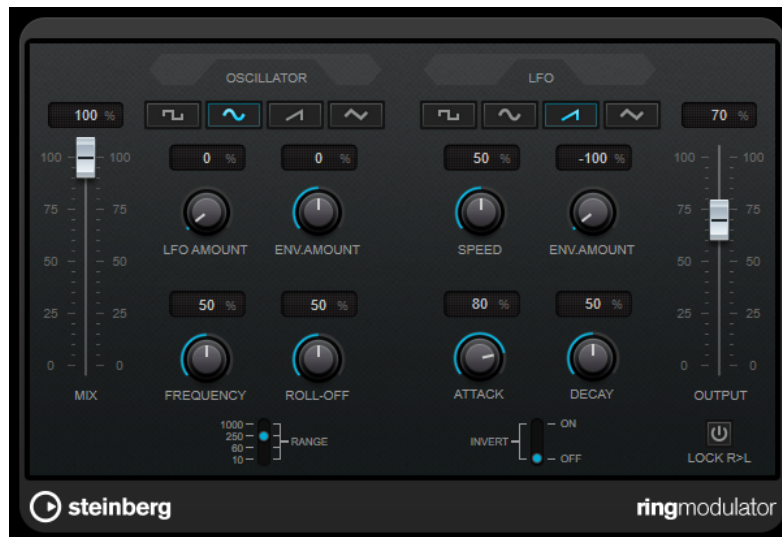 OSCILLATOR
LFO
100 %
70 %
0 %
0 %
50 %
-100 %
100 100
100 100
75 75
75 75
50 50
50 50
25 25
25 25
0 0
0 0
LFO AMOUNT
ENV.AMOUNT
SPEED
ENV.AMOUNT
50 %
50 %
80 %
50 %
MIX
FREQUENCY
ROLL-OFF
ATTACK
DECAY
OUTPUT
1000
250
60
10
RANGE
INVERT
ON
OFF
LOCK R>L
steinberg
ringmodulator